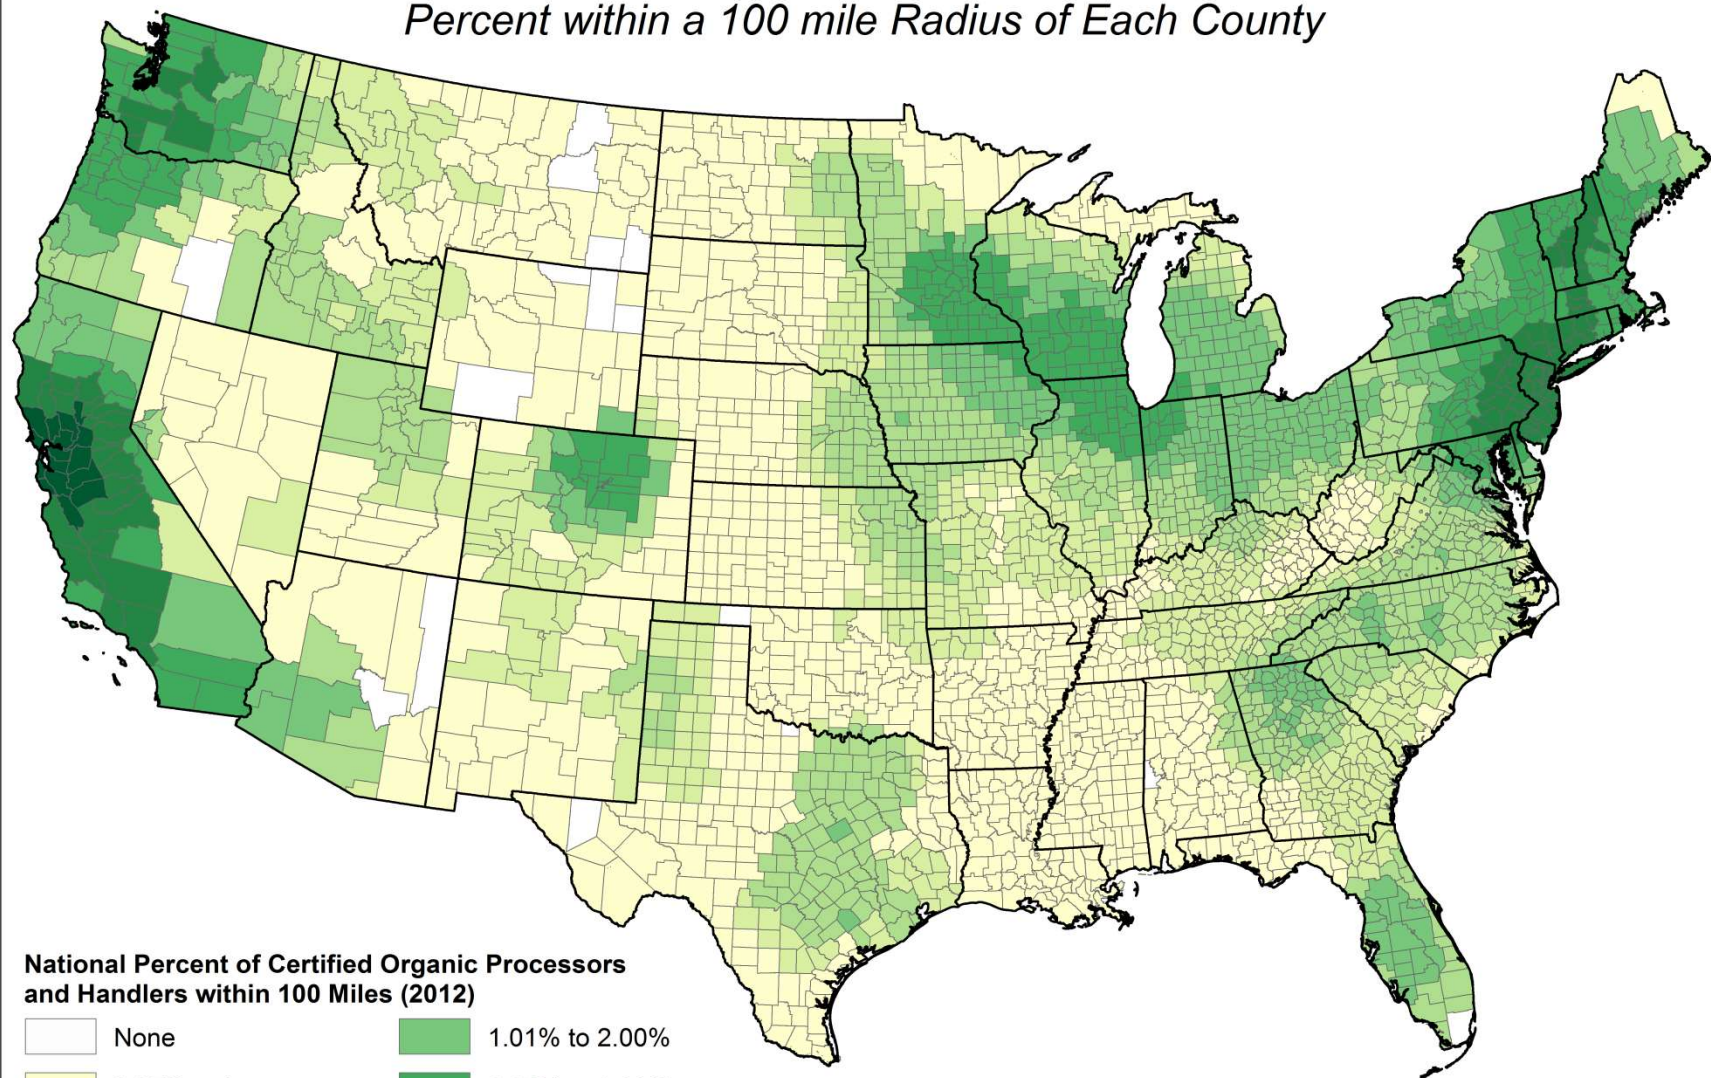 Percent within a 100 mile Radius of Each County
National Percent of Certified Organic Processors
and Handlers within 100 Miles (2012)
None
1.01% to 2.00%